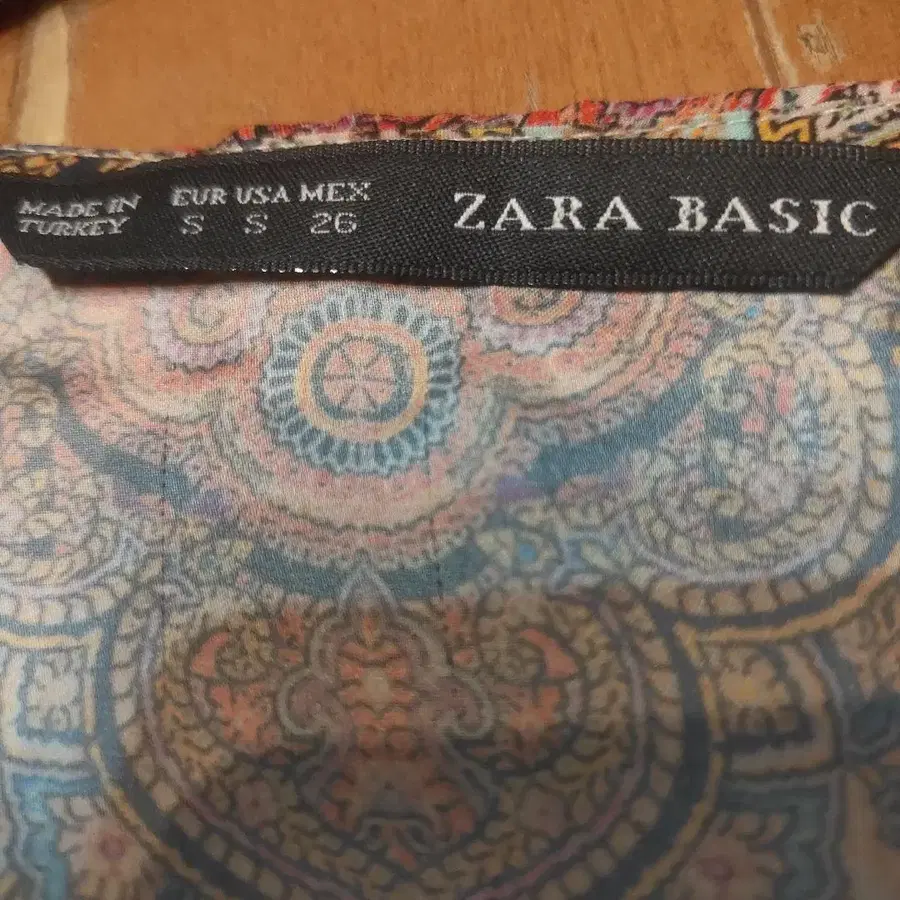 MADE IN
TURKEY
EUR USA MEX
S S 26
ZARA BASIC